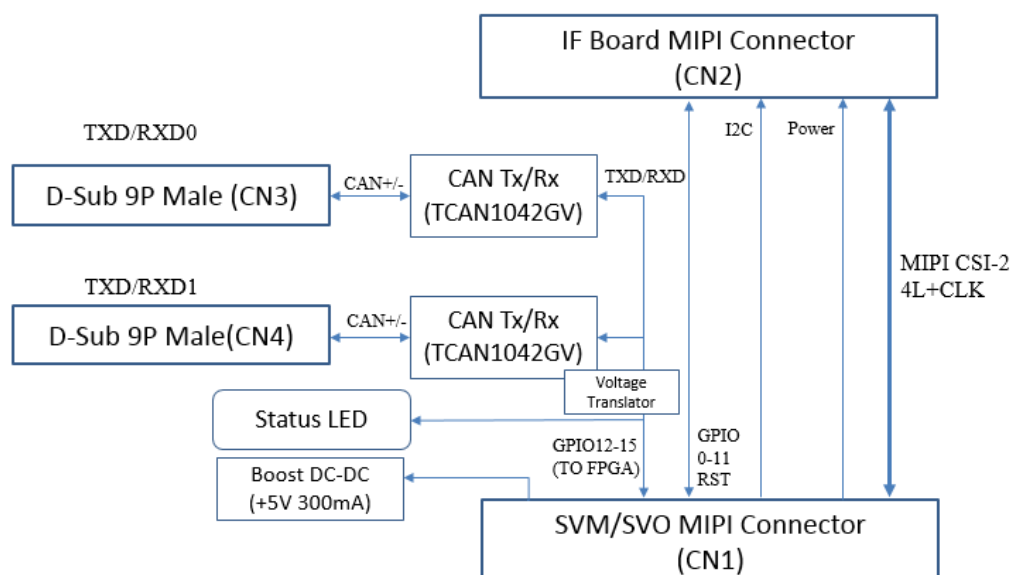 IF Board MIPI Connector
(CN2)
TXD/RXD0
I2C
Power
D-Sub 9P Male (CN3)
CAN+/-
CAN Tx/Rx
(TCAN1042GV)
TXD/RXD
MIPI CSI-2
4L+CLK
TXD/RXD1
D-Sub 9P Male(CN4)
CAN+/-
CAN Tx/Rx
(TCAN1042GV)
Voltage
Translator
Status LED
GPIO12-15
(TO FPGA)
GPIO
0-11
RST
Boost DC-DC
(+5V 300mA)
SVM/SVO MIPI Connector
(CN1)